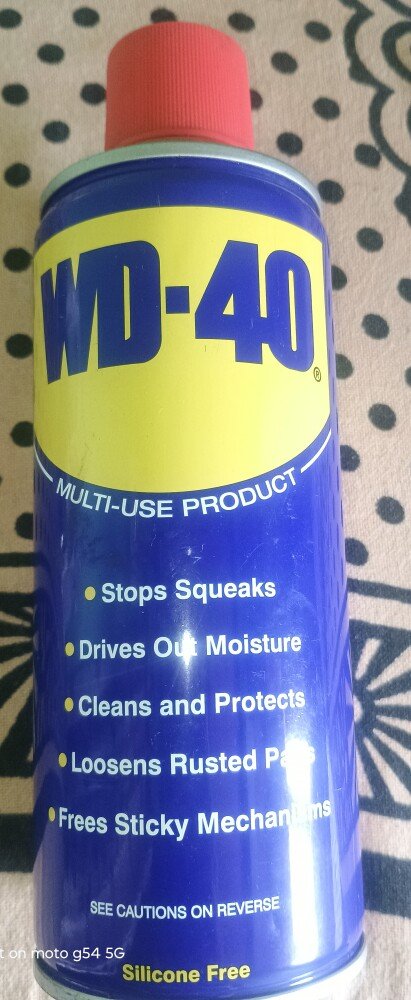 WD-40
MULTI-USE PRODUCT
• Stops Squeaks
• Drives Out Moisture
• Cleans and Protects
• Loosens Rusted
• Frees Sticky
SEE CAUTIONS ON REVERSE
on moto g54 5G
Silicone Free